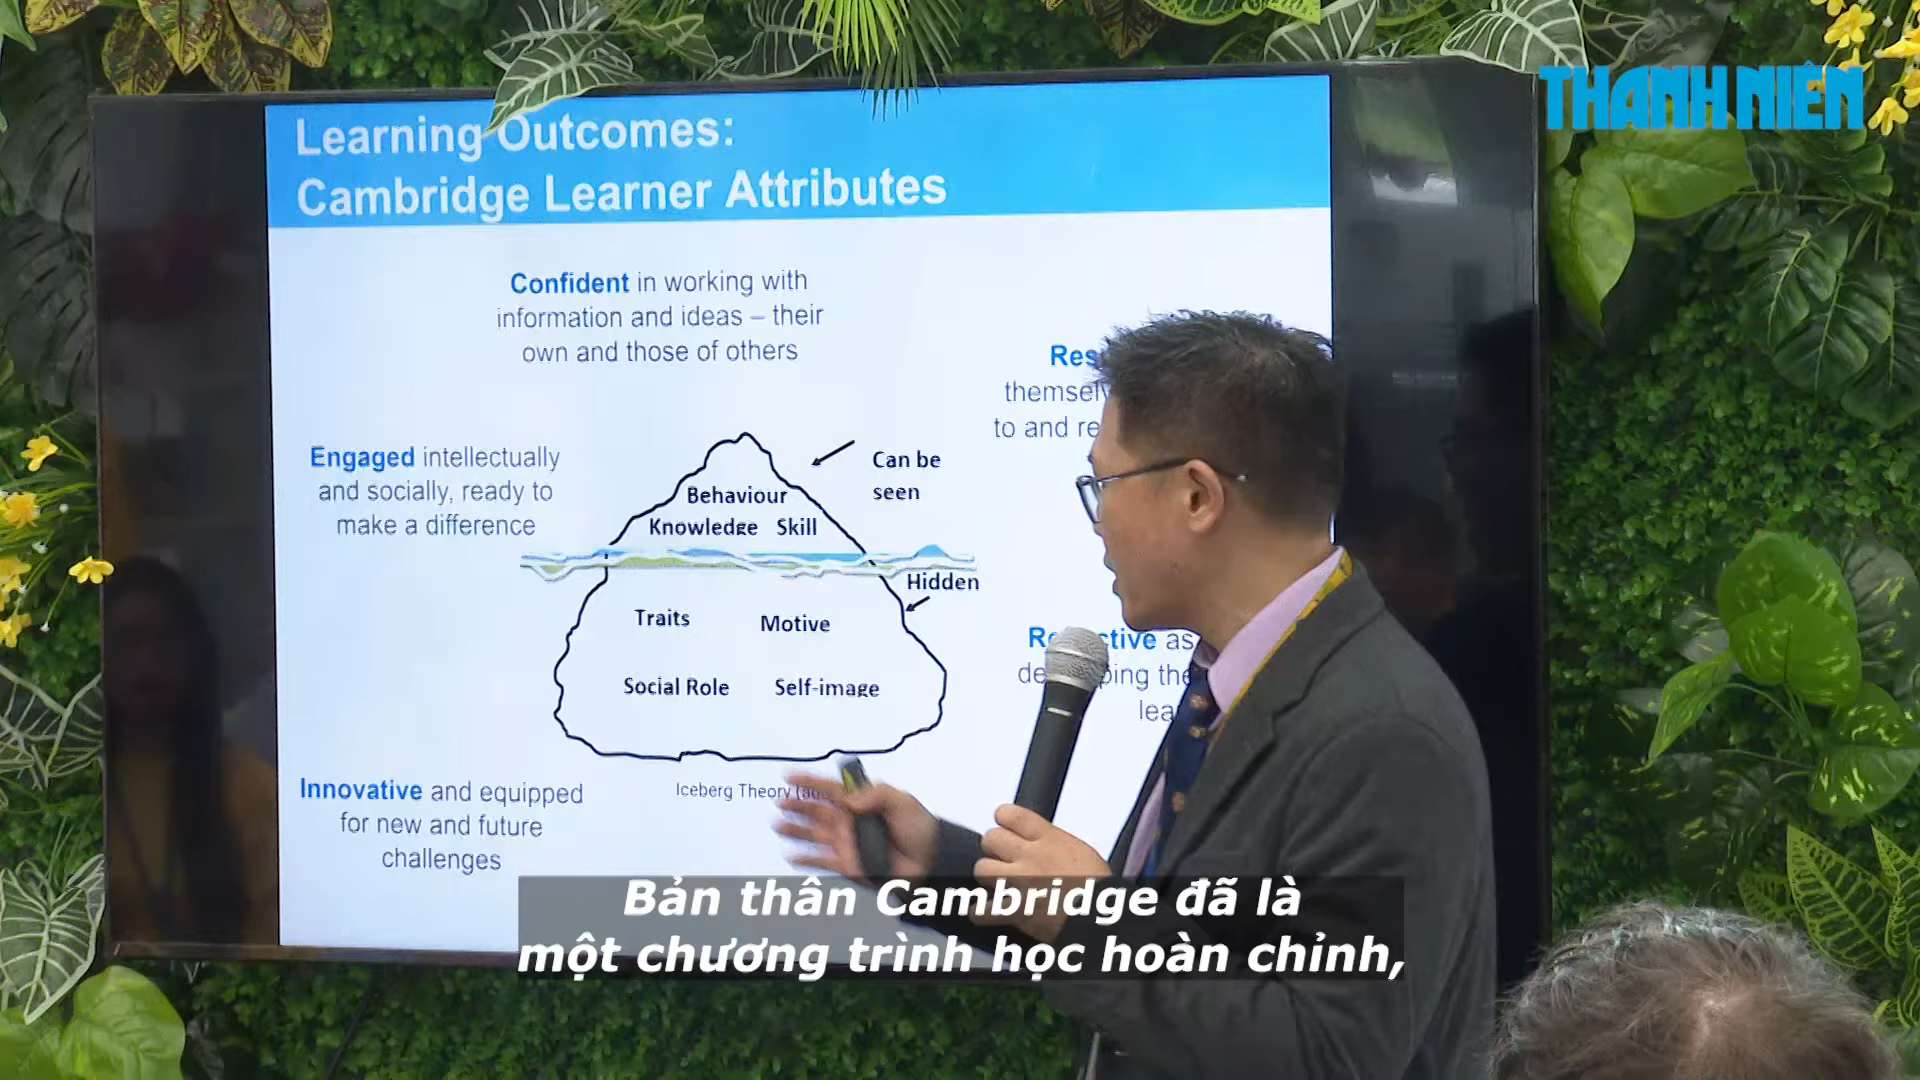 THANH NIÊN
Learning Outcomes:
Cambridge Learner Attributes
Confident in working with
information and ideas – their
own and those of others
Engaged intellectually
and socially, ready to
make a difference
Can be
seen
Behaviour
Knowledge Skill
Hidden
Traits
Motive
Social Role
Self-image
to and
as
Innovative and equipped
for new and future
challenges
Iceberg Theory
Bản thân Cambridge đã là
một chương trình học hoàn chỉnh,